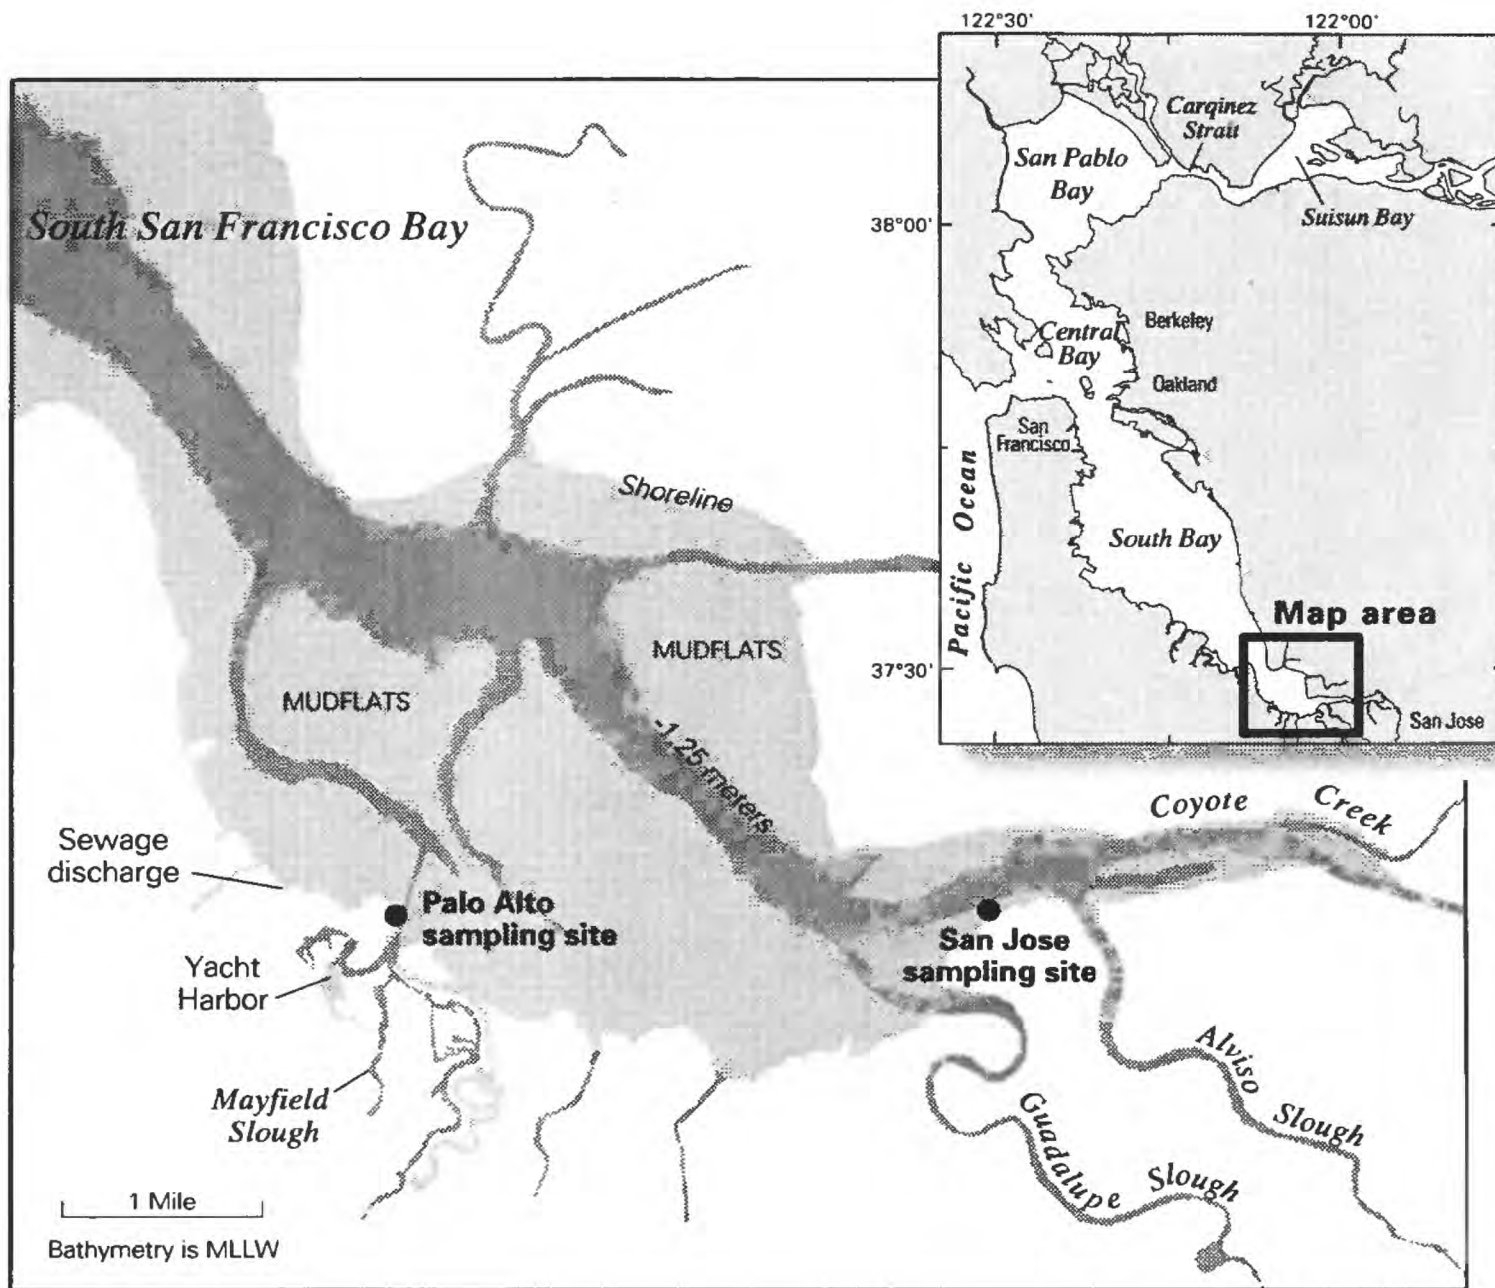 122°30'
122°00'
Carqinez
Strait
San Pablo
Bay
Suisun Bay
38°00'
Central
Bay
Berkeley
Oakland
San
Francisco
Pacific Ocean
South Bay
Map area
37°30'
San Jose
South San Francisco Bay
Shoreline
MUDFLATS
MUDFLATS
-1.25 meters
Coyote Creek
Sewage
discharge
Palo Alto
sampling site
San Jose
sampling site
Yacht
Harbor
Mayfield
Slough
Alviso Slough
Guadalupe Slough
1 Mile
Bathymetry is MLLW